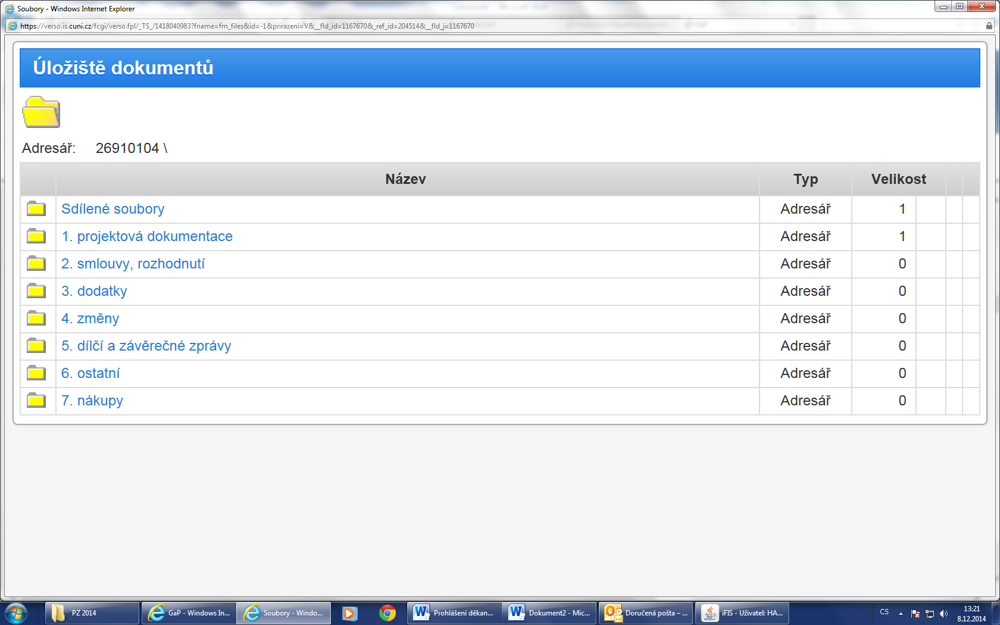 Soubory - Windows Internet Explorer
https://verso.is.cuni.cz/fcgi/verso.fpl/_TS_/1418040983?fname=fm_files&id=-1&prirazeni=V&__fld_id=1167670&_ref_id=204514&__fld_j=1167670
Úložiště dokumentů
Adresář: 26910104 \
Název Typ Velikost
Sdílené soubory Adresář 1
1. projektová dokumentace Adresář 1
2. smlouvy, rozhodnutí Adresář 0
3. dodatky Adresář 0
4. změny Adresář 0
5. dílčí a závěrečné zprávy Adresář 0
6. ostatní Adresář 0
7. nákupy Adresář 0
PZ 2014 GaP - Windows In... Soubory - Windo... Prohlášení děkan... Dokument2 - Mic... Doručená pošta – ... iFIS - Uživatel: HA... CS 13:21
8.12.2014